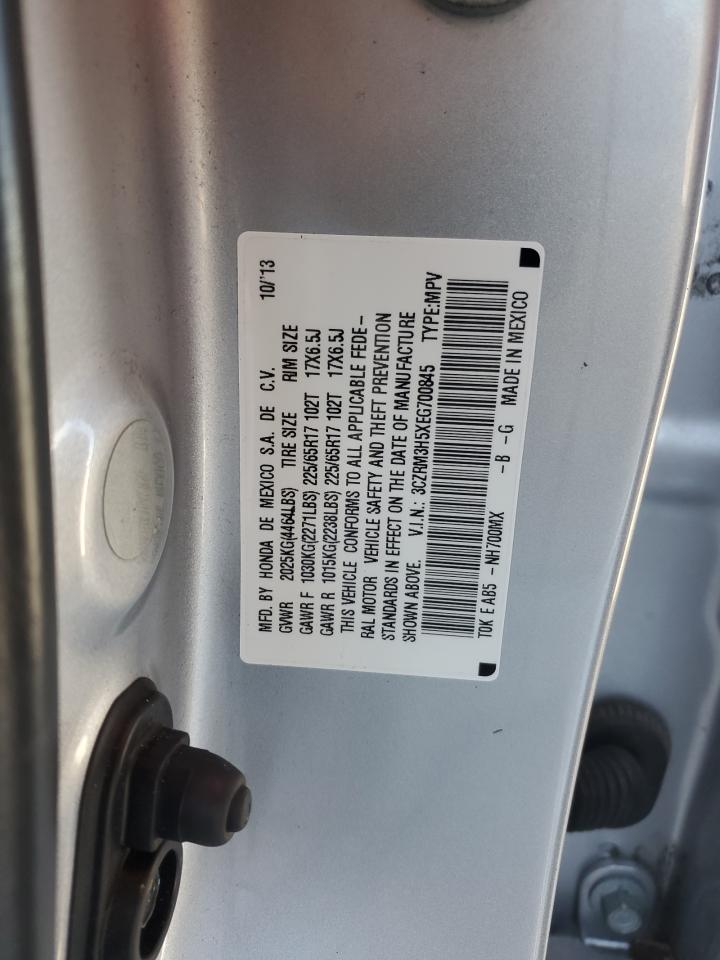 MFD. BY HONDA DE MEXICO S.A. DE C.V. 10/'13
GVWR 2025KG(4464LBS) TIRE SIZE RIM SIZE
GAWR F 1030KG(2271LBS) 225/65R17 102T 17X6.5J
GAWR R 1015KG(2238LBS) 225/65R17 102T 17X6.5J
THIS VEHICLE CONFORMS TO ALL APPLICABLE FEDE-
RAL MOTOR VEHICLE SAFETY AND THEFT PREVENTION
STANDARDS IN EFFECT ON THE DATE OF MANUFACTURE
SHOWN ABOVE. V.I.N.: 3CZRM3H5XEG700845 TYPE:MPV
T0K E AB5 -NH700MX -B -G MADE IN MEXICO